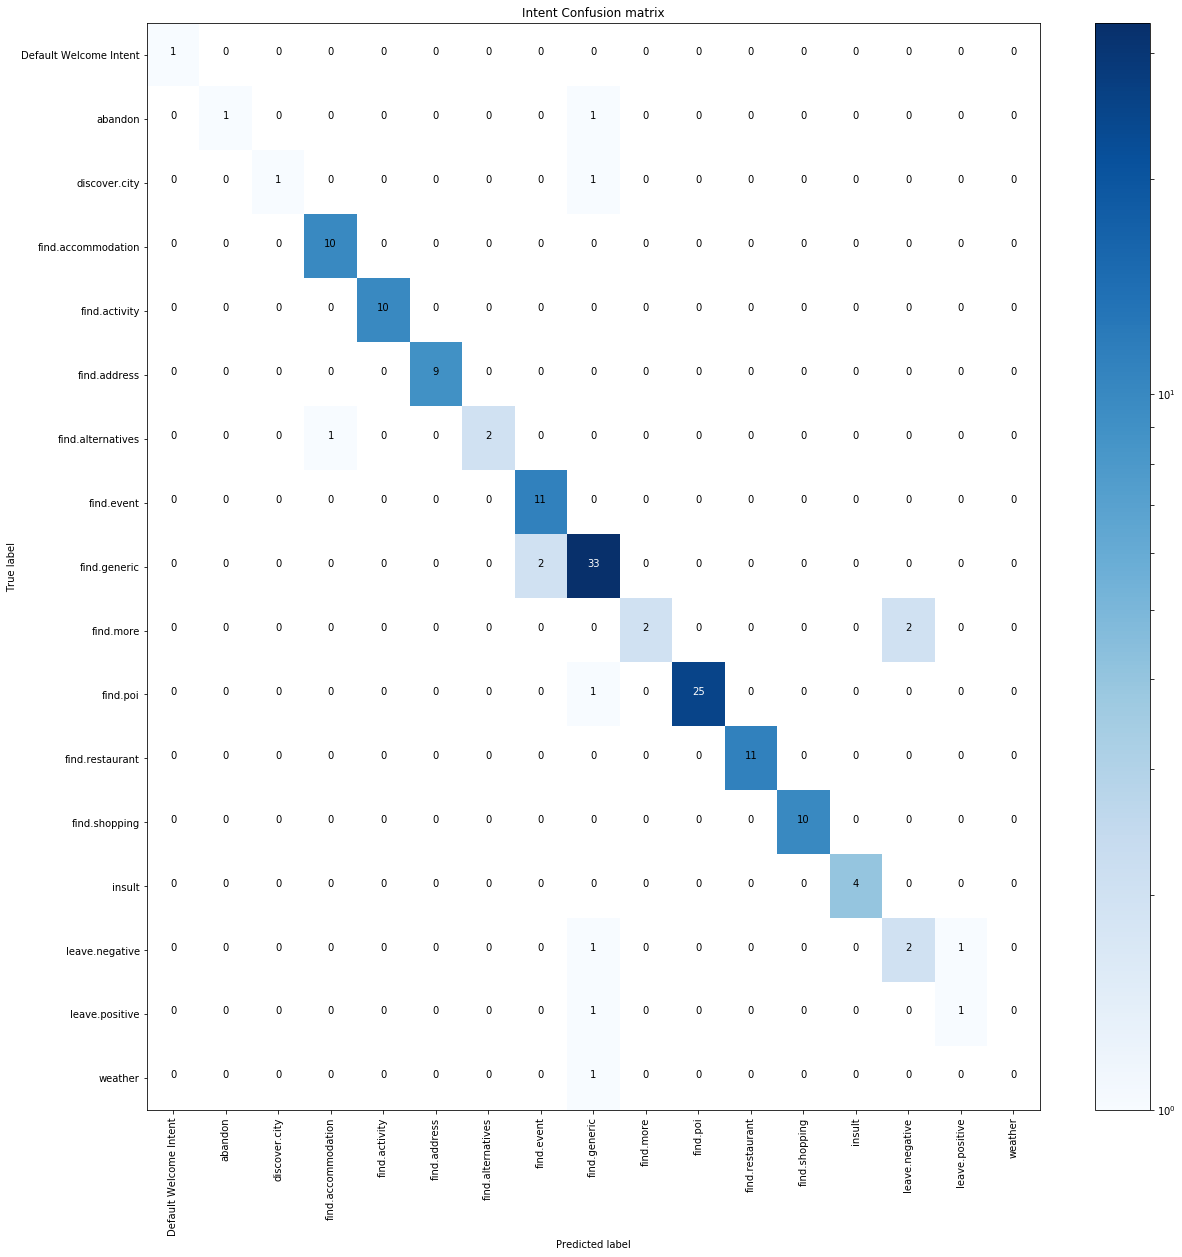 Intent Confusion matrix
Default Welcome Intent 1 0 0 0 0 0 0 0 0 0 0 0 0 0 0 0 0
abandon 0 1 0 0 0 0 0 0 1 0 0 0 0 0 0 0 0
discover.city 0 0 1 0 0 0 0 0 1 0 0 0 0 0 0 0 0
find.accommodation 0 0 0 10 0 0 0 0 0 0 0 0 0 0 0 0 0
find.activity 0 0 0 0 10 0 0 0 0 0 0 0 0 0 0 0 0
find.address 0 0 0 0 0 9 0 0 0 0 0 0 0 0 0 0 0
find.alternatives 0 0 0 1 0 0 2 0 0 0 0 0 0 0 0 0 0
find.event 0 0 0 0 0 0 0 11 0 0 0 0 0 0 0 0 0
find.generic 0 0 0 0 0 0 0 2 33 0 0 0 0 0 0 0 0
find.more 0 0 0 0 0 0 0 0 0 2 0 0 0 0 2 0 0
find.poi 0 0 0 0 0 0 0 0 1 0 25 0 0 0 0 0 0
find.restaurant 0 0 0 0 0 0 0 0 0 0 0 11 0 0 0 0 0
find.shopping 0 0 0 0 0 0 0 0 0 0 0 0 10 0 0 0 0
insult 0 0 0 0 0 0 0 0 0 0 0 0 0 4 0 0 0
leave.negative 0 0 0 0 0 0 0 0 1 0 0 0 0 0 2 1 0
leave.positive 0 0 0 0 0 0 0 0 1 0 0 0 0 0 0 1 0
weather 0 0 0 0 0 0 0 0 1 0 0 0 0 0 0 0 0
True label
Default Welcome Intent
abandon
discover.city
find.accommodation
find.activity
find.address
find.alternatives
find.event
find.generic
find.more
find.poi
find.restaurant
find.shopping
insult
leave.negative
leave.positive
weather
Predicted label
10¹
10⁰